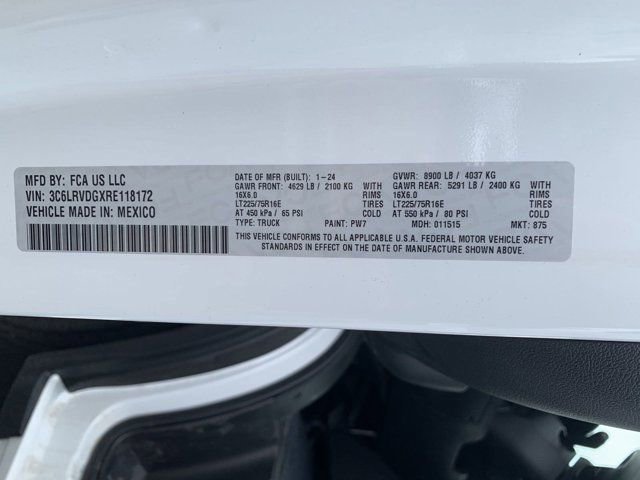 MFD BY: FCA US LLC
VIN: 3C6LRVDGXRE118172
VEHICLE MADE IN: MEXICO
DATE OF MFR (BUILT): 1-24 GVWR: 8900 LB / 4037 KG
GAWR FRONT: 4629 LB / 2100 KG WITH GAWR REAR: 5291 LB / 2400 KG WITH
16X6.0 RIMS 16X6.0 RIMS
LT225/75R16E TIRES LT225/75R16E TIRES
AT 450 kPa / 65 PSI COLD AT 550 kPa / 80 PSI COLD
TYPE: TRUCK PAINT: PW7 MDH: 011515 MKT: 875
THIS VEHICLE CONFORMS TO ALL APPLICABLE U.S.A. FEDERAL MOTOR VEHICLE SAFETY
STANDARDS IN EFFECT ON THE DATE OF MANUFACTURE SHOWN ABOVE.